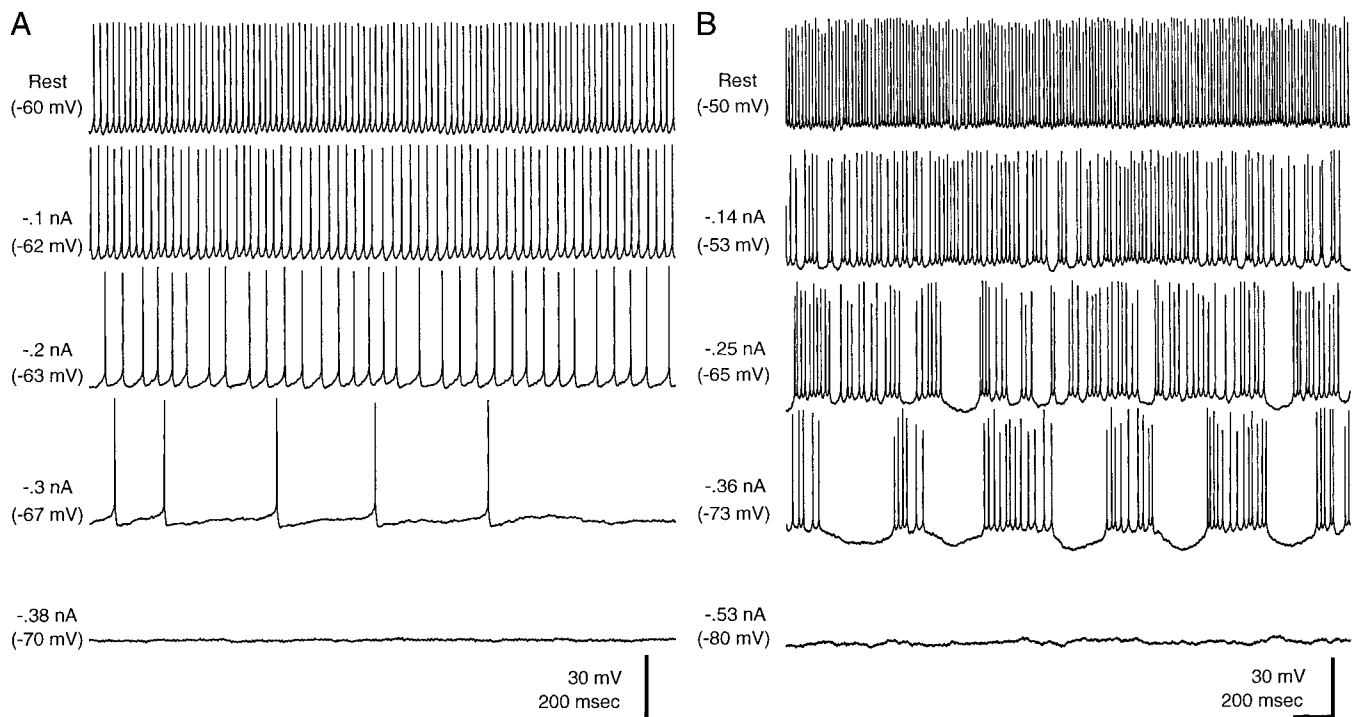 A
Rest
(-60 mV)
-.1 nA
(-62 mV)
-.2 nA
(-63 mV)
-.3 nA
(-67 mV)
-.38 nA
(-70 mV)
30 mV
200 msec
B
Rest
(-50 mV)
-.14 nA
(-53 mV)
-.25 nA
(-65 mV)
-.36 nA
(-73 mV)
-.53 nA
(-80 mV)
30 mV
200 msec